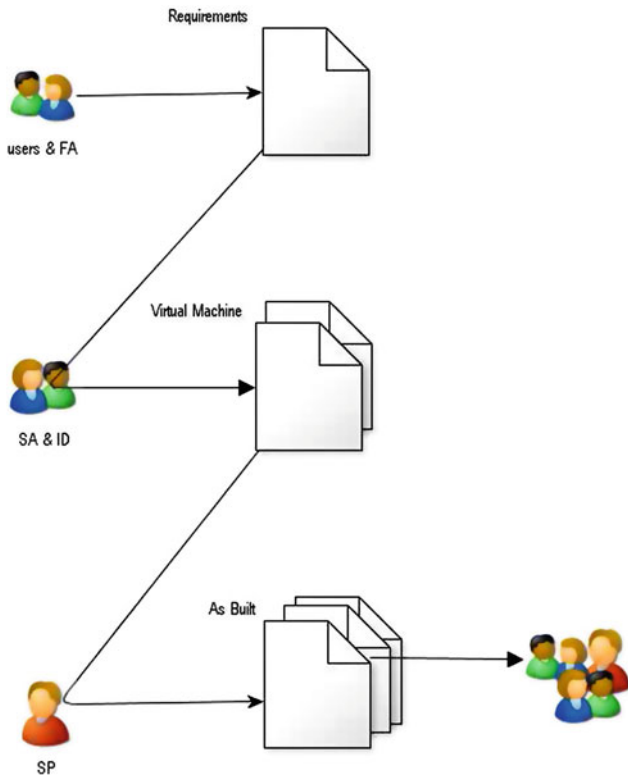 Requirements
users & FA
Virtual Machine
SA & ID
As Built
SP